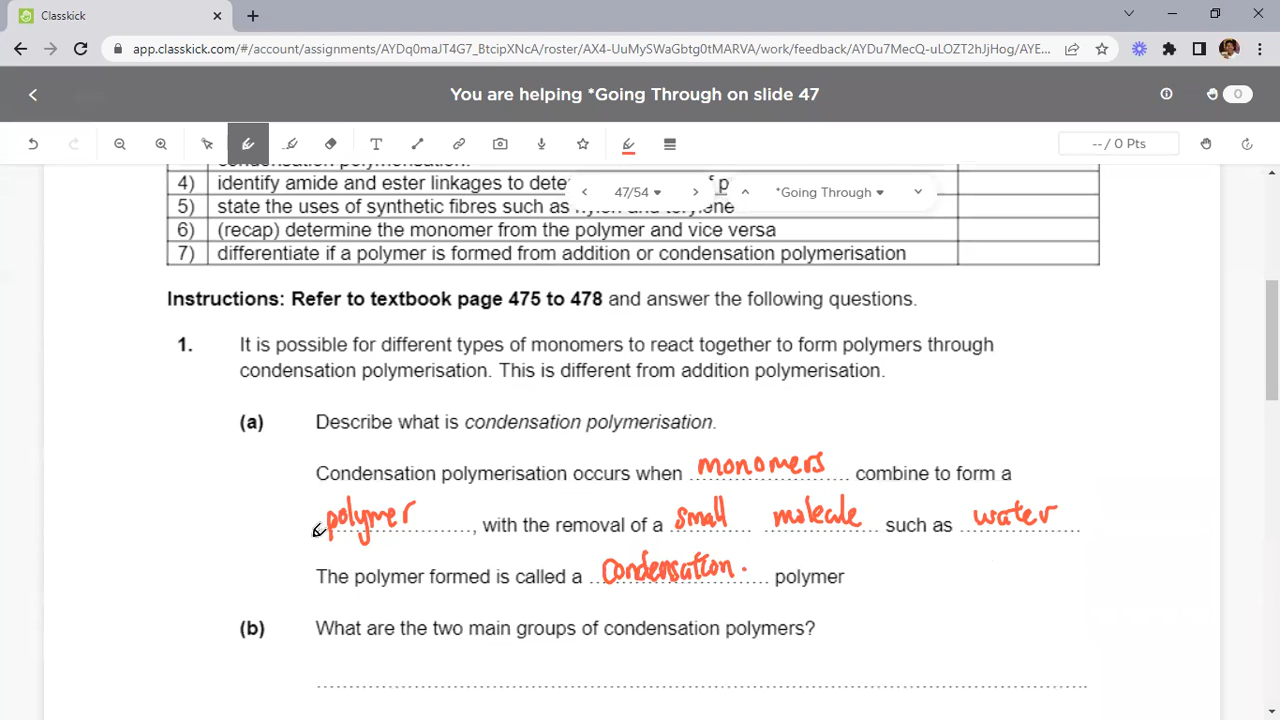 Classkick
app.classkick.com/#/account/assignments/AYDq0maJT4G7_BtcipXNcA/roster/AX4-UuMySWaGbtg0tMARVA/work/feedback/AYDu7MecQ-uLOZT2hJjHog/AYE...
You are helping *Going Through on slide 47
0
T
-- / 0 Pts
47/54
*Going Through
condensation polymerisation.
4) identify amide and ester linkages to dete f p
5) state the uses of synthetic fibres such as nylon and terylene
6) (recap) determine the monomer from the polymer and vice versa
7) differentiate if a polymer is formed from addition or condensation polymerisation
Instructions: Refer to textbook page 475 to 478 and answer the following questions.
1. It is possible for different types of monomers to react together to form polymers through
condensation polymerisation. This is different from addition polymerisation.
(a) Describe what is condensation polymerisation.
Condensation polymerisation occurs when monomers combine to form a
polymer, with the removal of a small molecule such as water
The polymer formed is called a condensation. polymer
(b) What are the two main groups of condensation polymers?